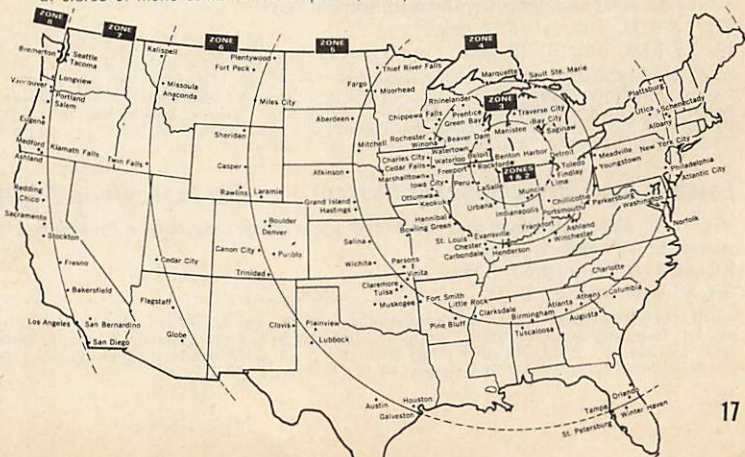 ZONE 8
ZONE 7
ZONE 6
ZONE 5
ZONE 4
ZONE 3
ZONES 1 & 2
Bremerton
Seattle
Tacoma
Longview
Vancouver
Portland
Salem
Eugene
Medford
Klamath Falls
Ashland
Twin Falls
Redding
Chico
Sacramento
Stockton
Fresno
Bakersfield
Los Angeles
San Bernardino
San Diego
Kalispell
Missoula
Anaconda
Plentywood
Fort Peck
Miles City
Sheridan
Casper
Rawlins
Laramie
Boulder
Denver
Canon City
Pueblo
Trinidad
Cedar City
Flagstaff
Globe
Clovis
Plainview
Lubbock
Austin
Houston
Galveston
Thief River Falls
Fargo
Moorhead
Aberdeen
Mitchell
Atkinson
Grand Island
Hastings
Salina
Wichita
Parsons
Vinita
Claremore
Tulsa
Muskogee
Fort Smith
Little Rock
Pine Bluff
Clarksdale
Birmingham
Tuscaloosa
Atlanta
Athens
Augusta
Columbia
Charlotte
Norfolk
Marquette
Sault Ste. Marie
Rhinelander
Chippewa Falls
Prentice
Green Bay
Rochester
Winona
Beaver Dam
Watertown
Manistee
Traverse City
Bay City
Saginaw
Charles City
Cedar Falls
Waterloo
Beloit
Benton Harbor
Detroit
Marshalltown
Freeport
Rockford
Toledo
Findlay
Iowa City
Peru
LaSalle
Muncie
Lima
Ottumwa
Keokuk
Urbana
Indianapolis
Chillicothe
Portsmouth
Hannibal
Bowling Green
Frankfort
Ashland
Winchester
St. Louis
Evansville
Chester
Carbondale
Henderson
Meadville
Youngstown
Parkersburg
Washington
Plattsburg
Utica
Schenectady
Albany
New York City
Philadelphia
Atlantic City
Orlando
Tampa
Winter Haven
St. Petersburg
17